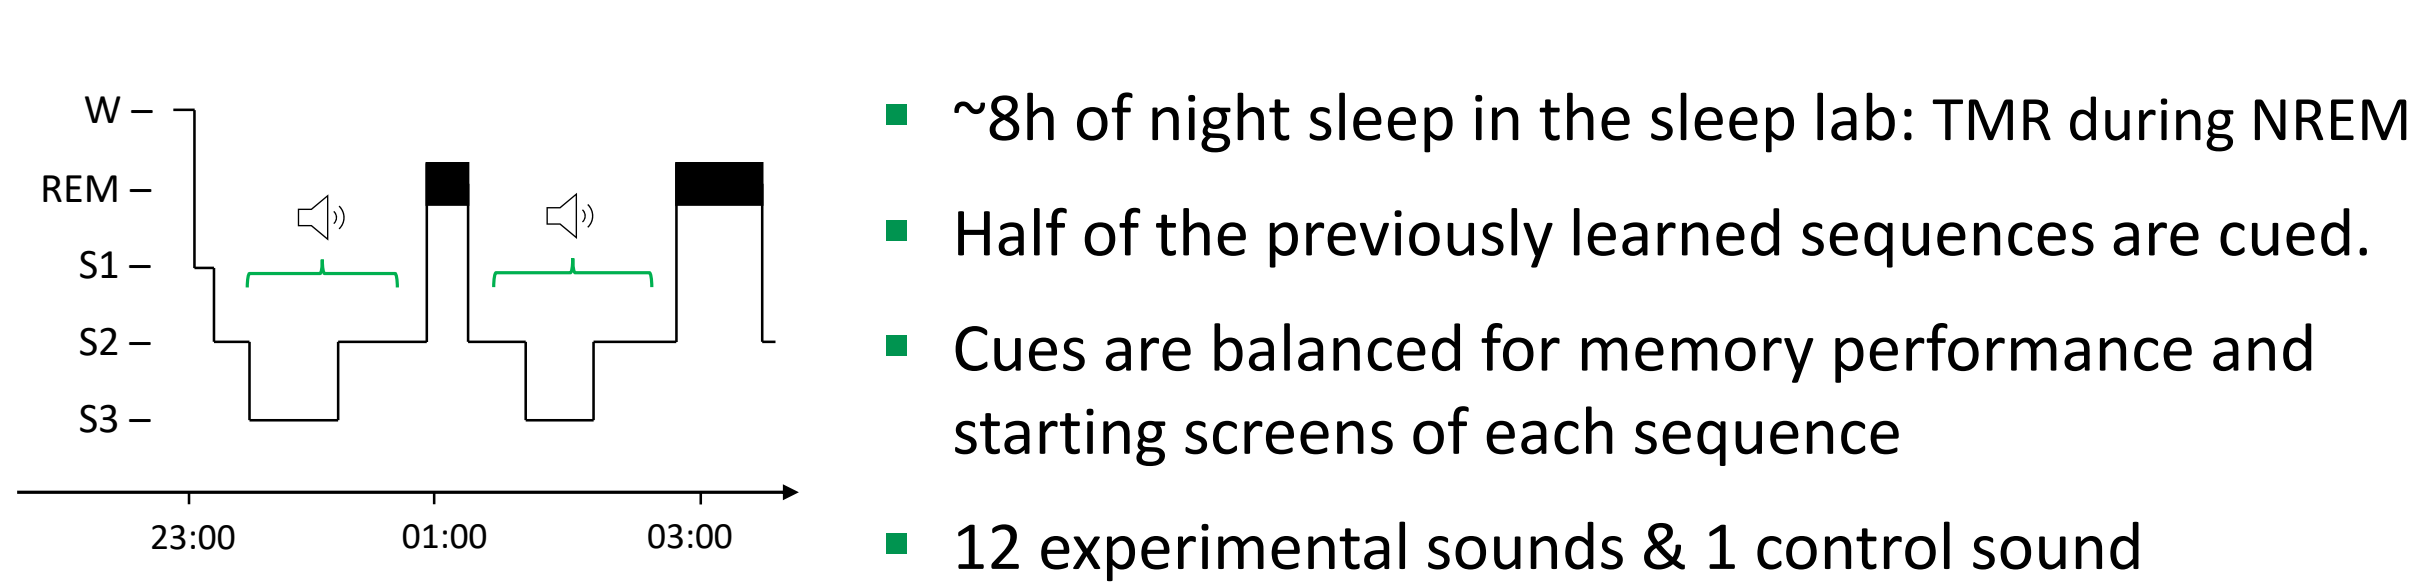 W –
REM –
S1 –
S2 –
S3 –
23:00 01:00 03:00
▪ ~8h of night sleep in the sleep lab: TMR during NREM
▪ Half of the previously learned sequences are cued.
▪ Cues are balanced for memory performance and
starting screens of each sequence
▪ 12 experimental sounds & 1 control sound